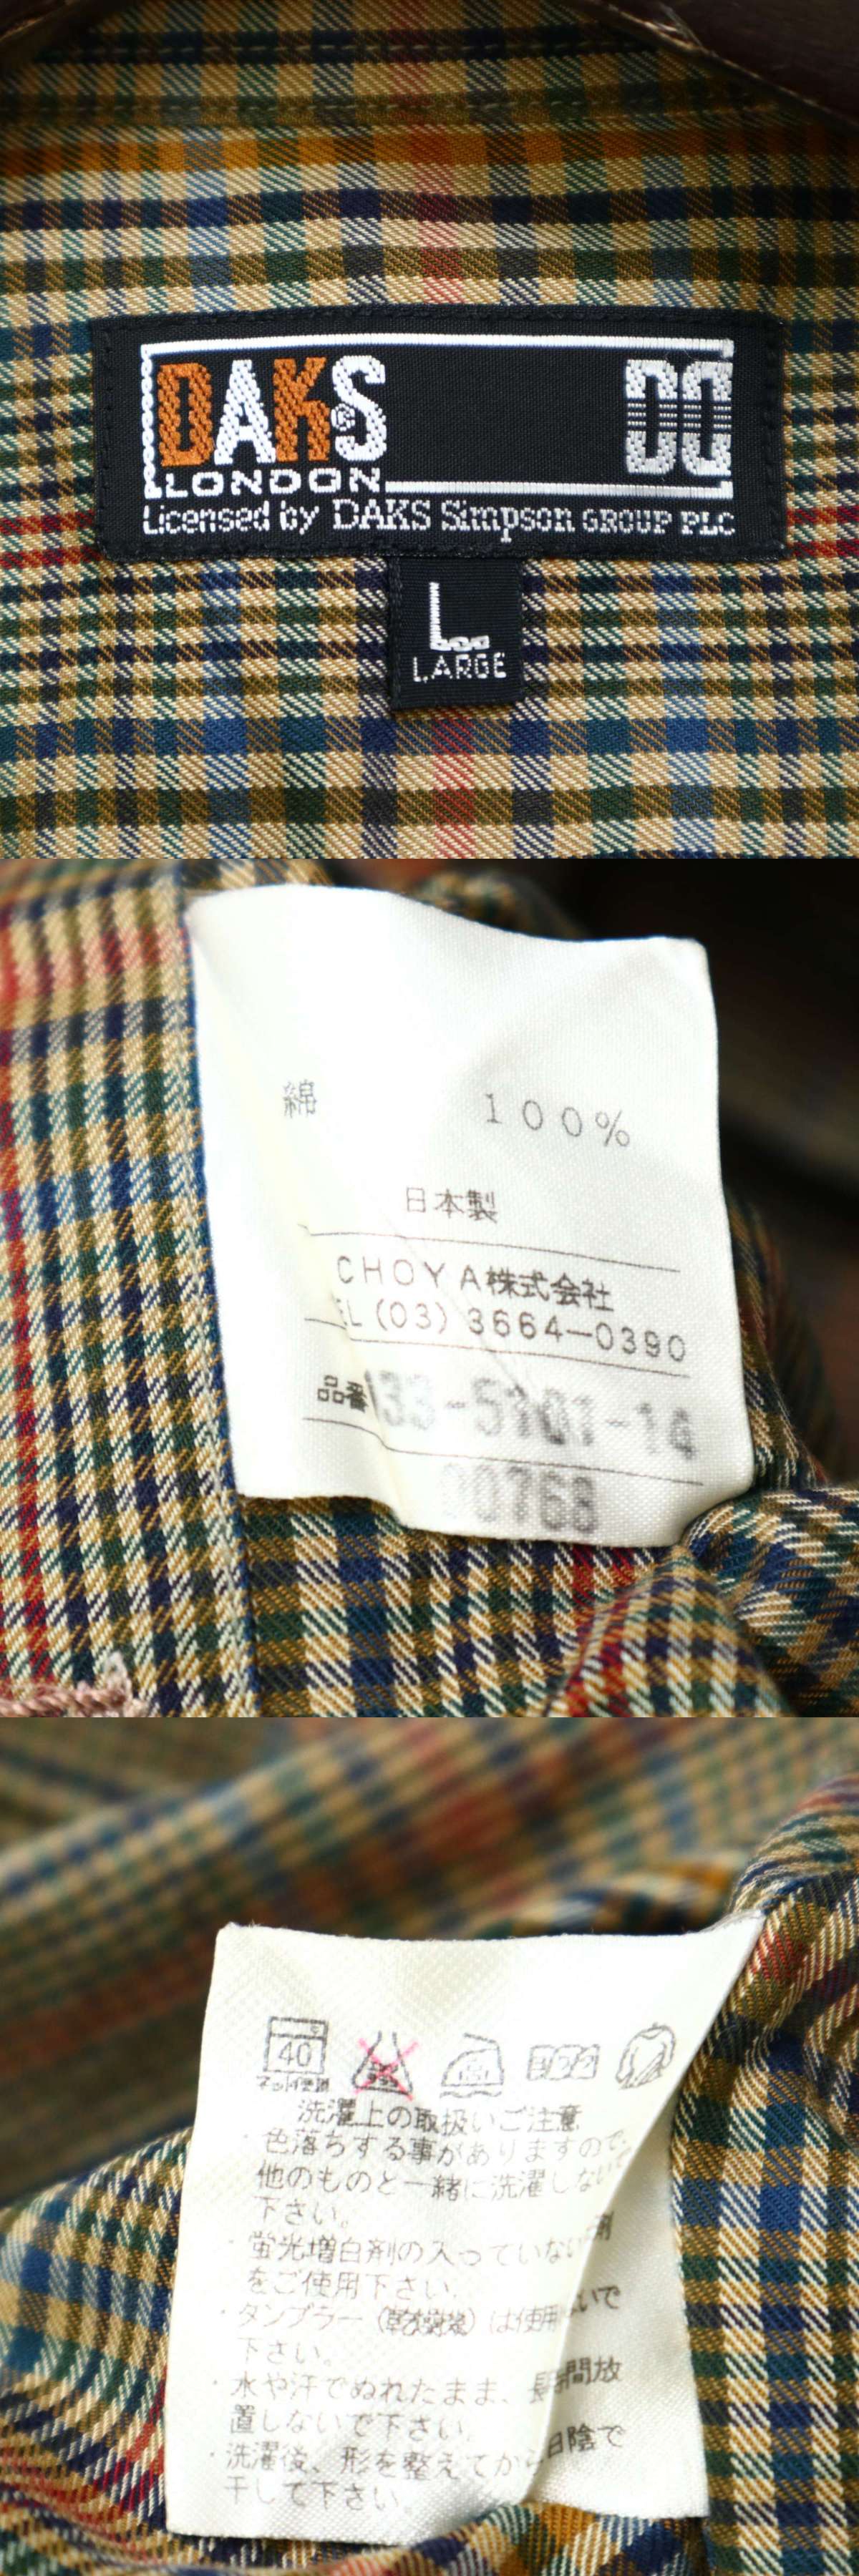 DAKS
LONDON
Licensed by DAKS Simpson GROUP PLC
L
LARGE
綿 100%
日本製
CHOYA株式会社
EL (03) 3664-0390
品番 33-5101-14
00768
40
洗濯上の取扱いご注意
・色落ちする事がありますので、
他のものと一緒に洗濯しないで
下さい。
・蛍光増白剤の入っていない 剤
をご使用下さい。
・タンブラー(乾燥機)は使用 いで
下さい。
・水や汗でぬれたまま、長時間放
置しないで下さい。
・洗濯後、形を整えてから日陰で
干して下さい。